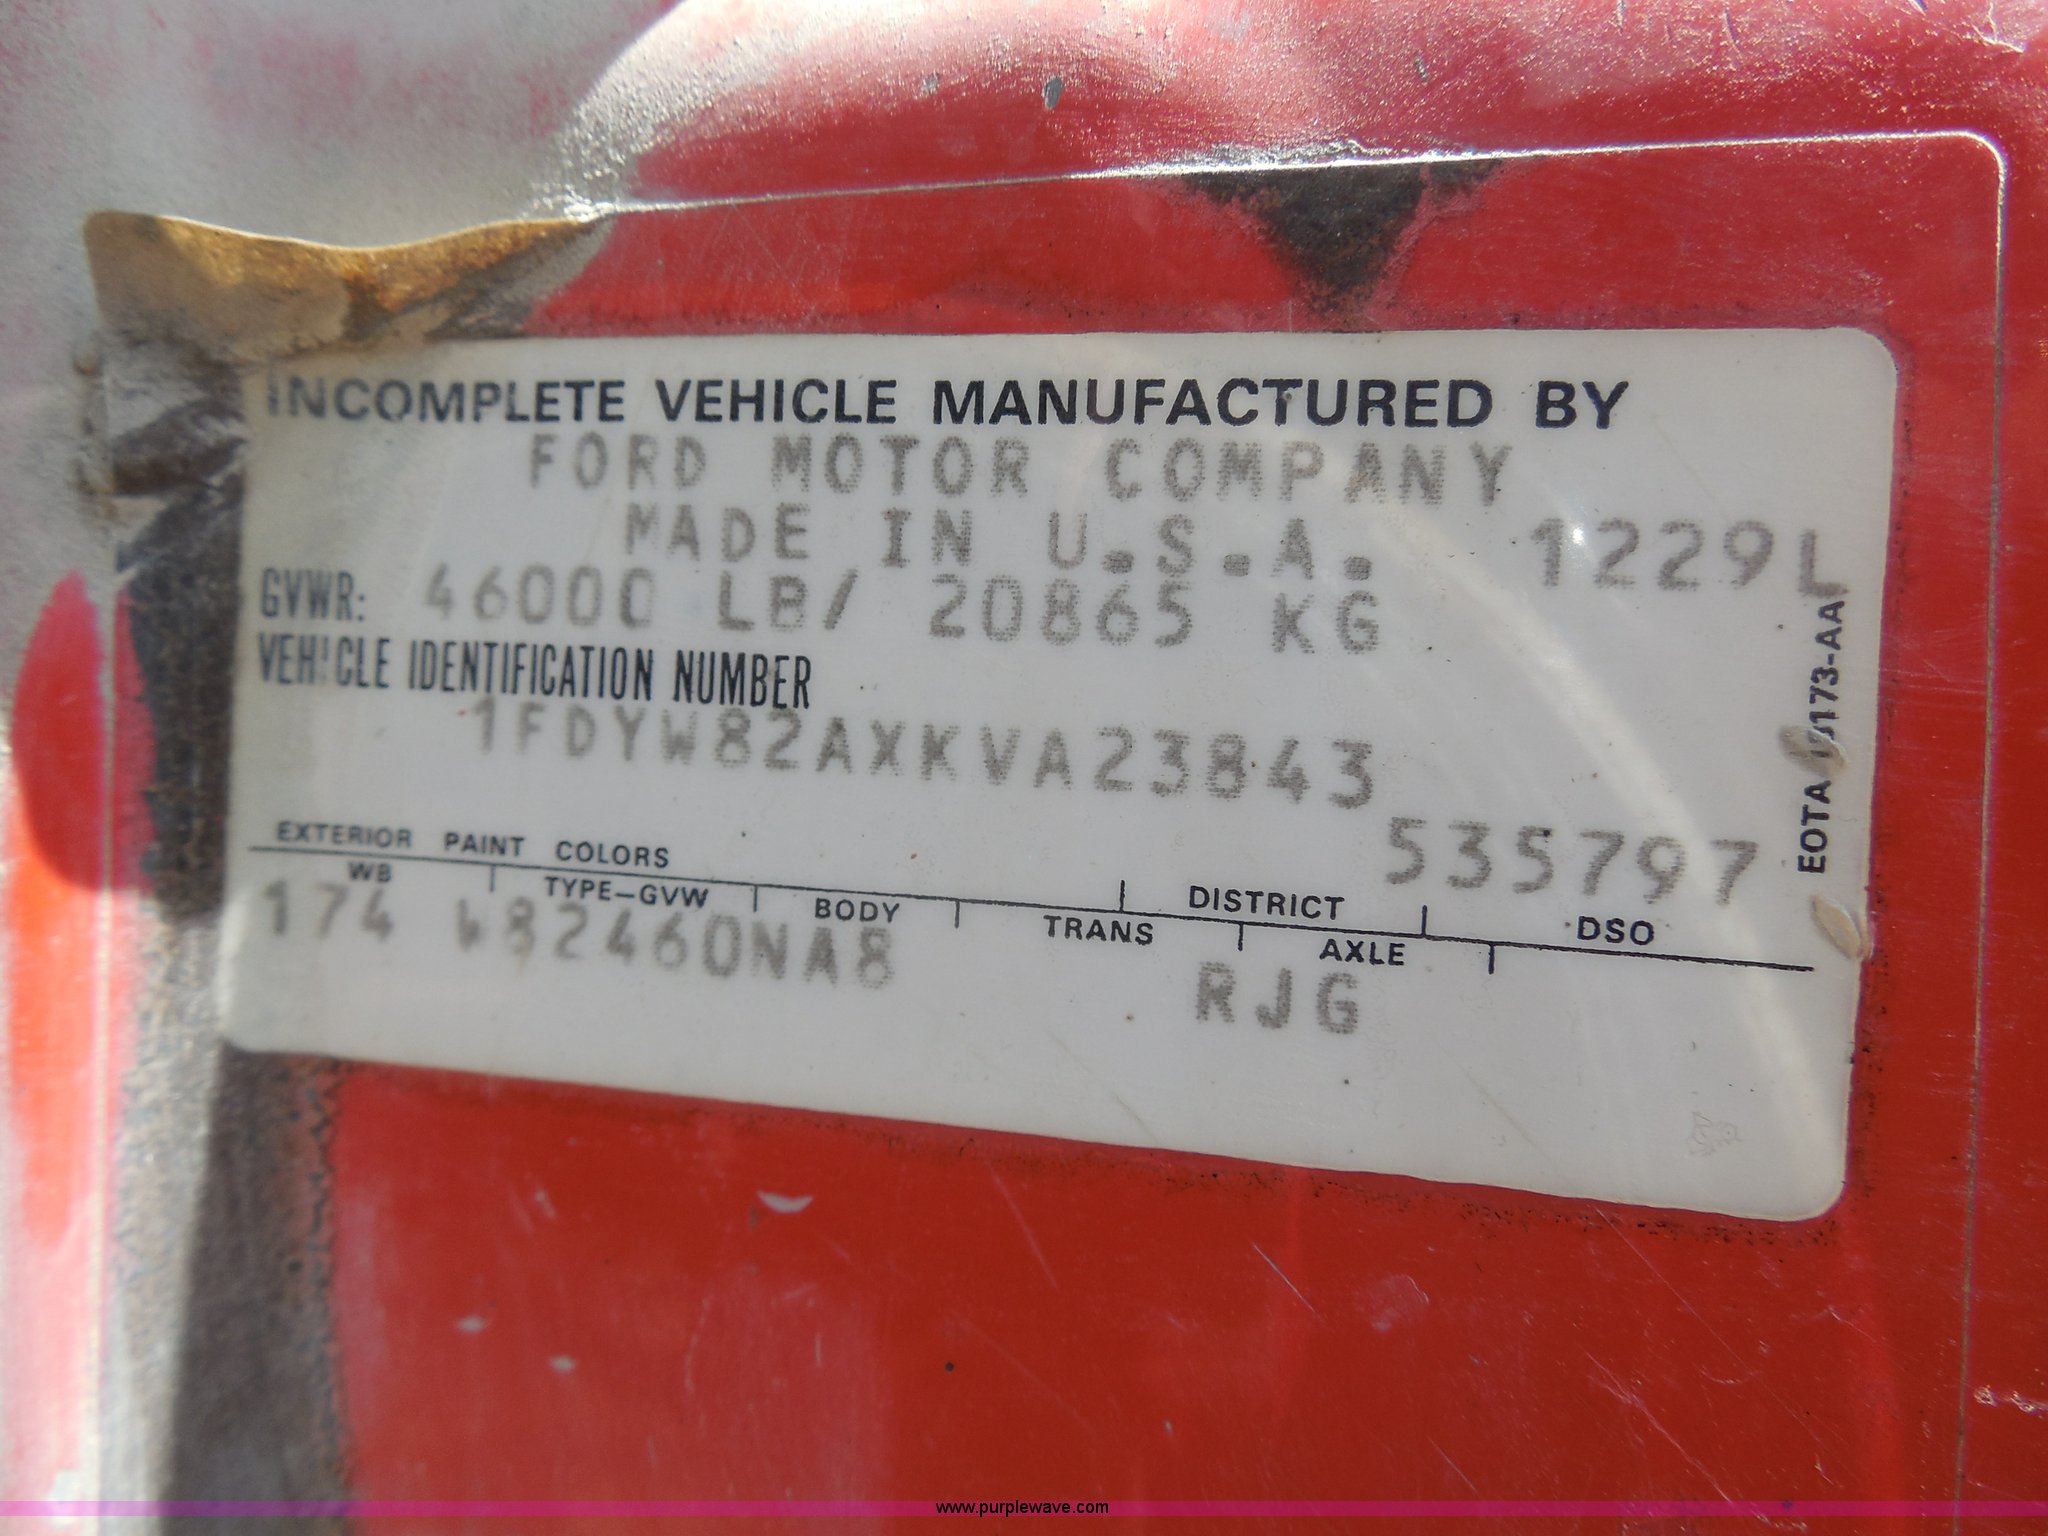 INCOMPLETE VEHICLE MANUFACTURED BY
FORD MOTOR COMPANY
MADE IN U.S.A. 1229L
GVWR: 46000 LB/ 20865 KG
VEHICLE IDENTIFICATION NUMBER
1FDYW82AXKVA23843
535797
EXTERIOR PAINT COLORS DISTRICT DSO
WB TYPE-GVW BODY TRANS AXLE
174 W82460NA8 RJG
www.purplewave.com